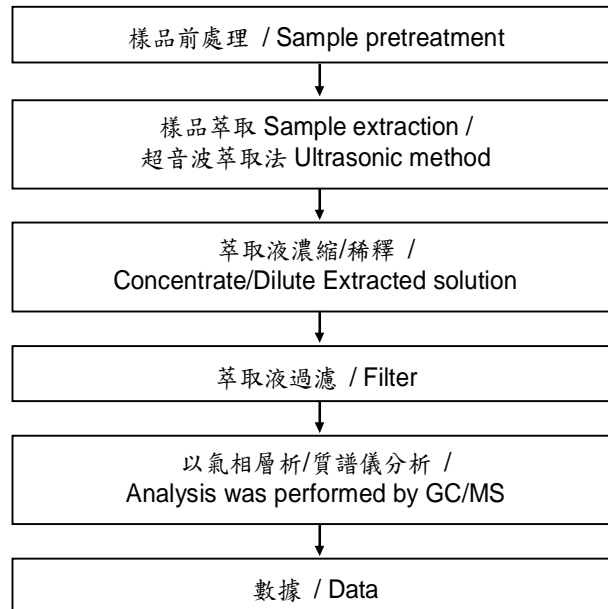 樣品前處理 / Sample pretreatment
樣品萃取 Sample extraction /
超音波萃取法 Ultrasonic method
萃取液濃縮/稀釋 /
Concentrate/Dilute Extracted solution
萃取液過濾 / Filter
以氣相層析/質譜儀分析 /
Analysis was performed by GC/MS
數據 / Data